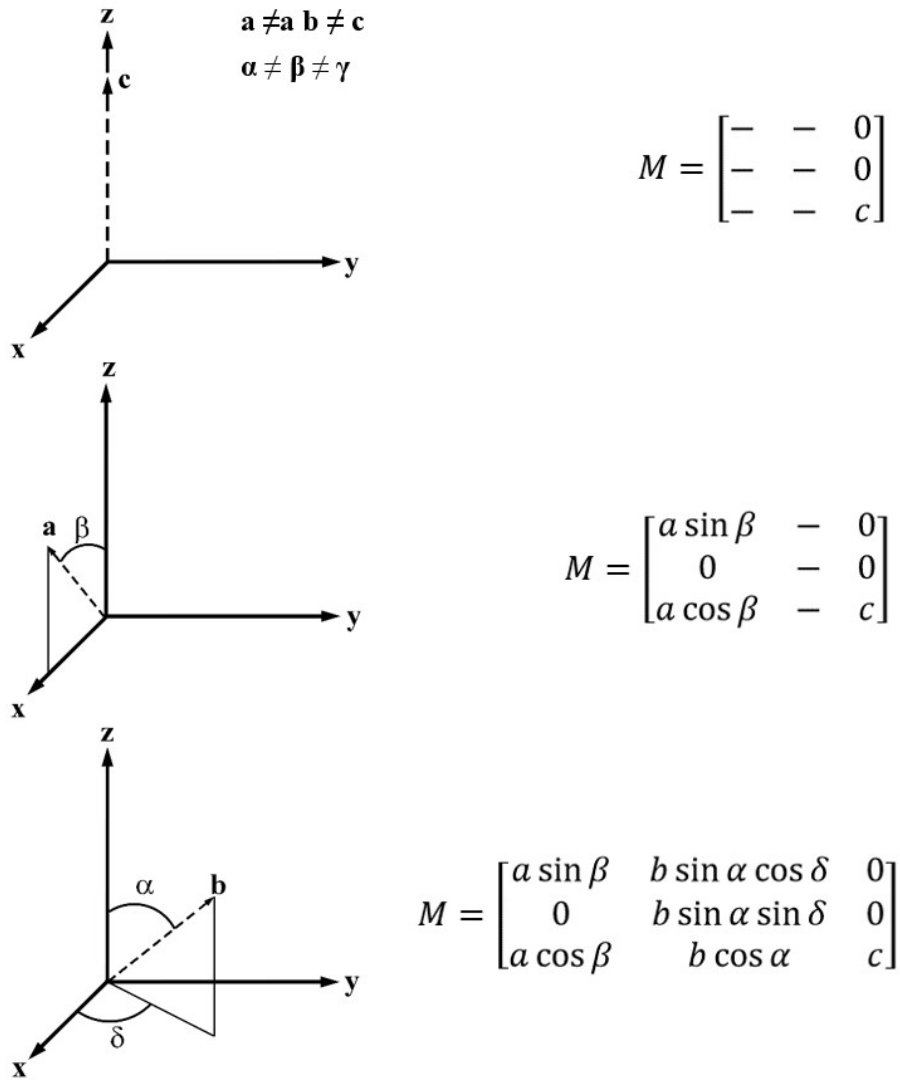 z
a ≠a b ≠ c
α ≠ β ≠ γ
c
M = [− − 0]
[− − 0]
[− − c]
y
x
z
a β
M = [a sin β − 0]
[0 − 0]
[a cos β − c]
y
x
z
α b
M = [a sin β b sin α cos δ 0]
[0 b sin α sin δ 0]
[a cos β b cos α c]
y
δ
x